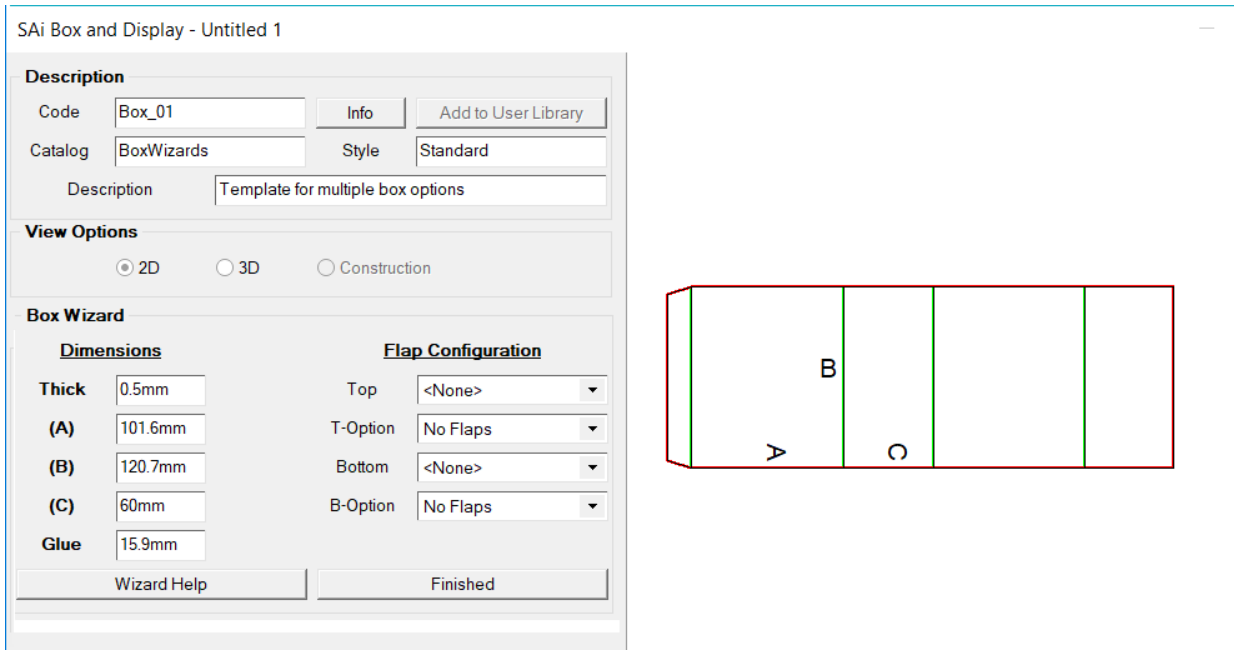 SAi Box and Display - Untitled 1
Description
Code Box_01 Info Add to User Library
Catalog BoxWizards Style Standard
Description Template for multiple box options
View Options
2D 3D Construction
Box Wizard
Dimensions Flap Configuration
Thick 0.5mm Top <None>
(A) 101.6mm T-Option No Flaps
(B) 120.7mm Bottom <None>
(C) 60mm B-Option No Flaps
Glue 15.9mm
Wizard Help Finished
B
A C